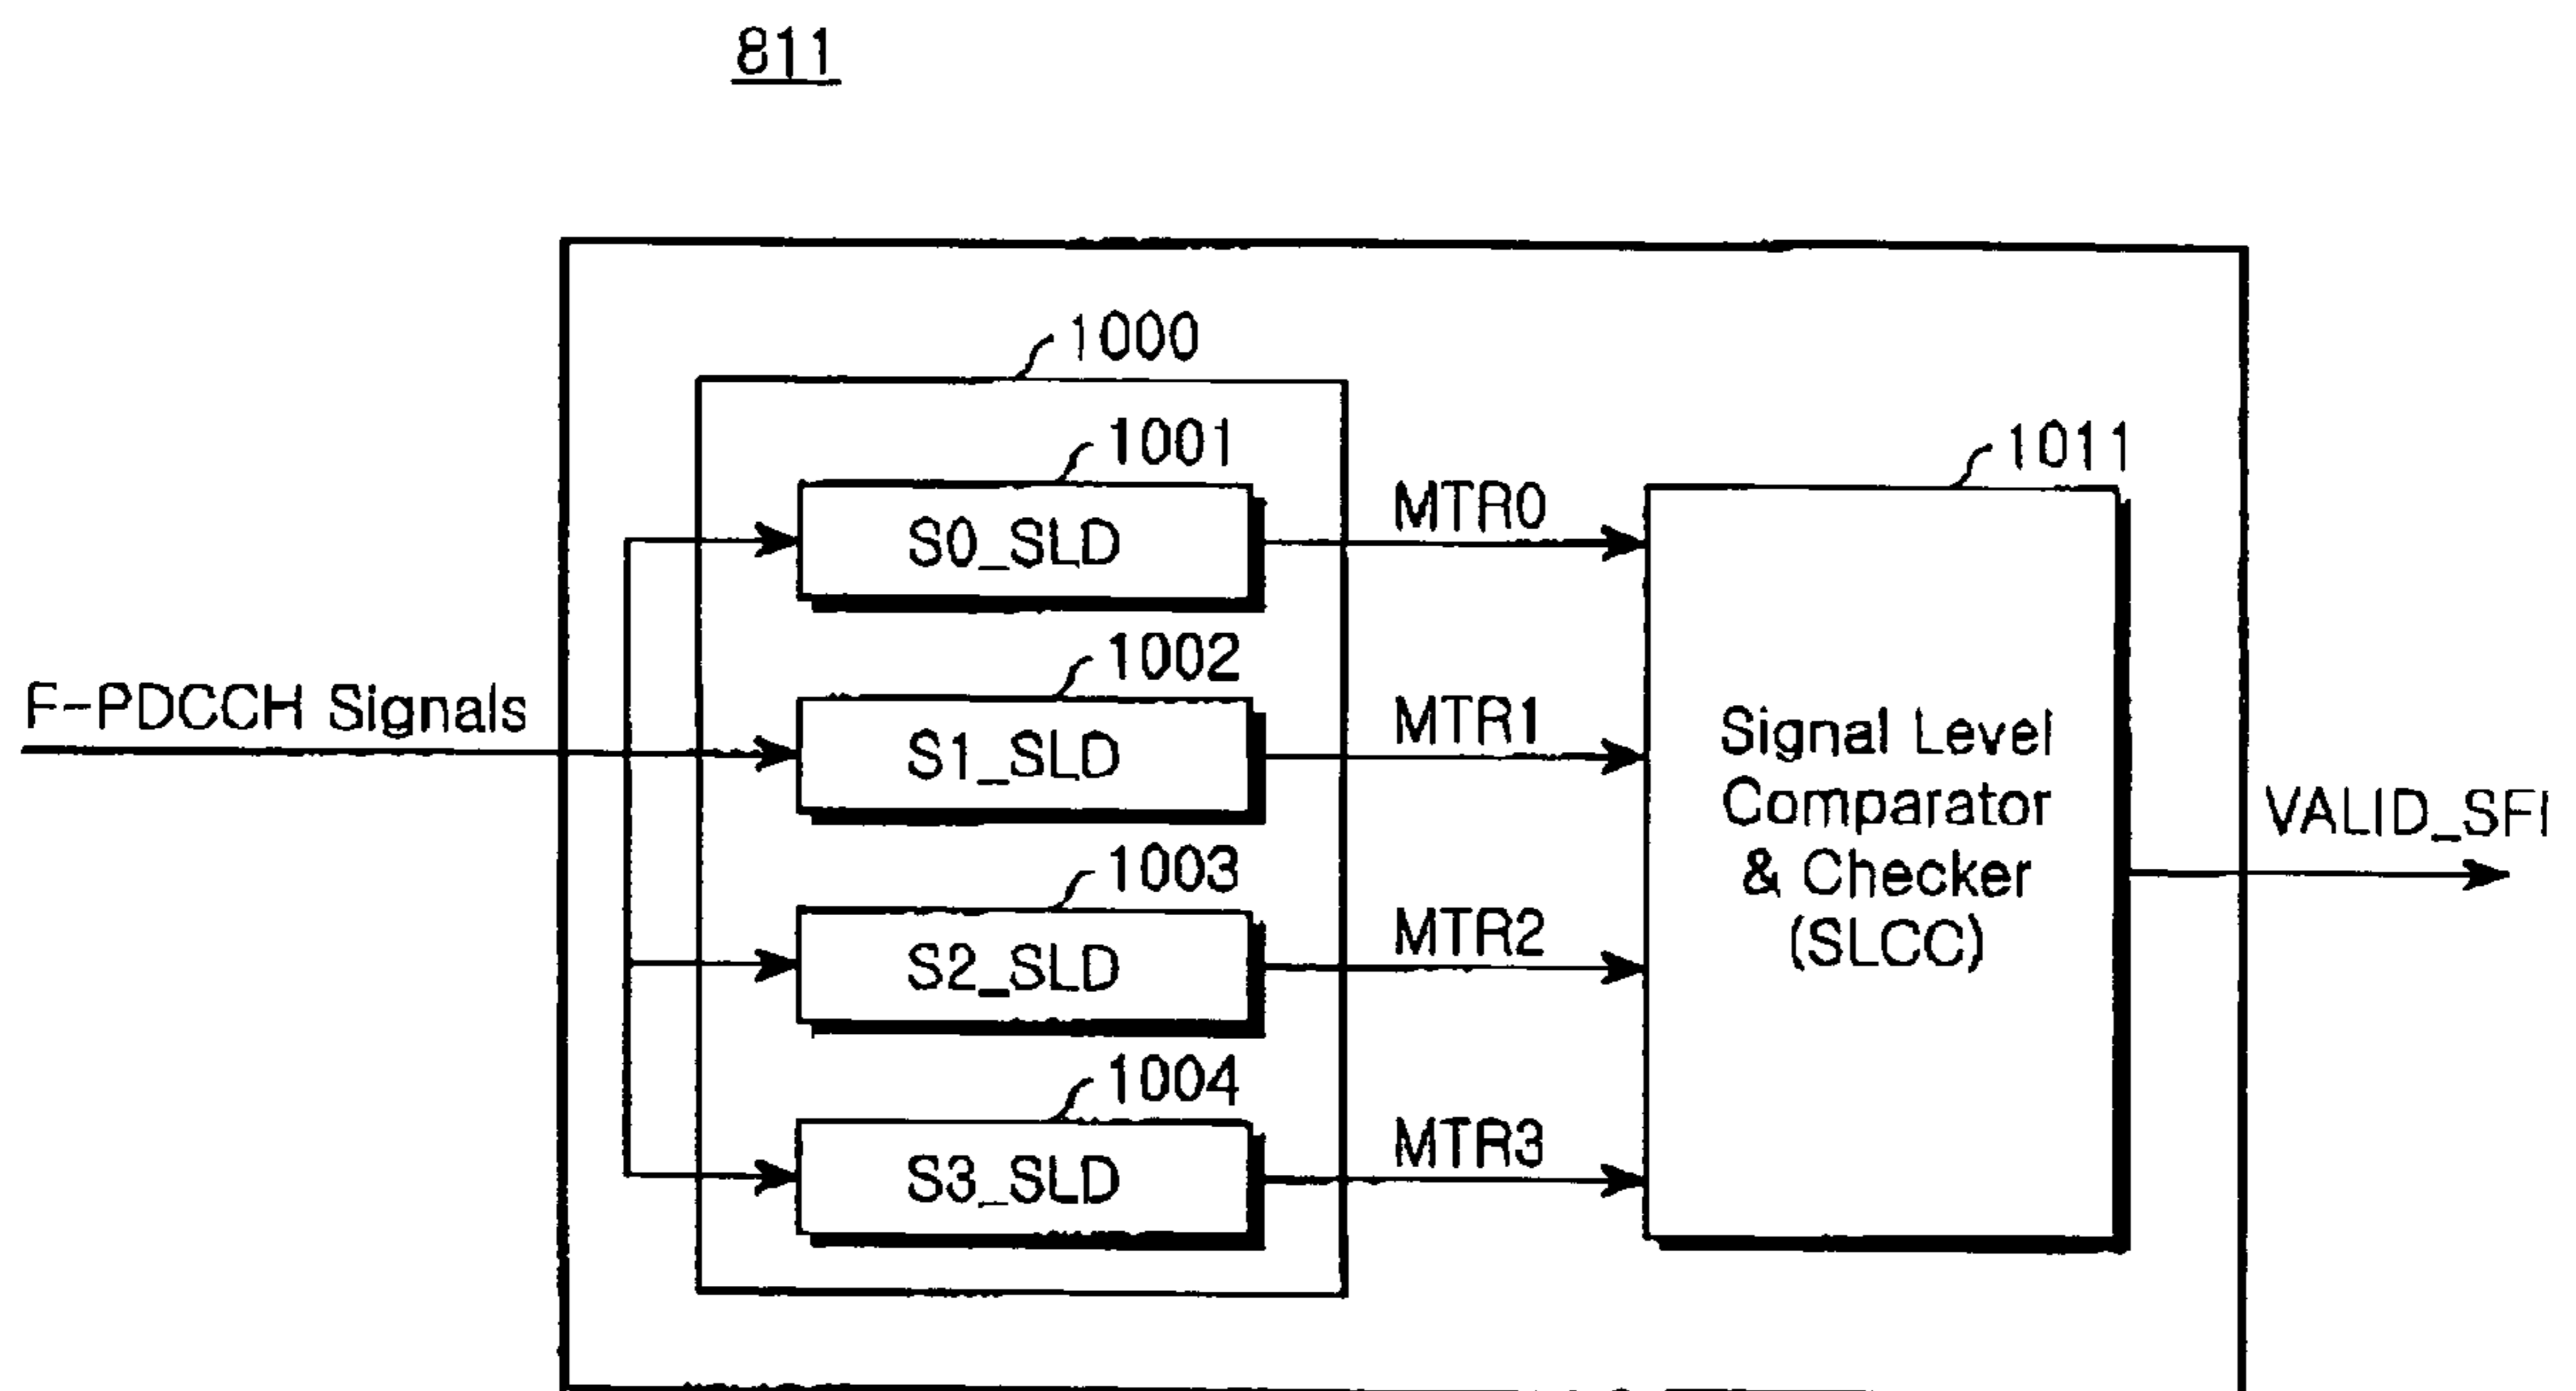 811
1000
1001
S0_SLD
MTR0
1002
S1_SLD
MTR1
1003
S2_SLD
MTR2
1004
S3_SLD
MTR3
F-PDCCH Signals
1011
Signal Level
Comparator
& Checker
(SLCC)
VALID_SFI